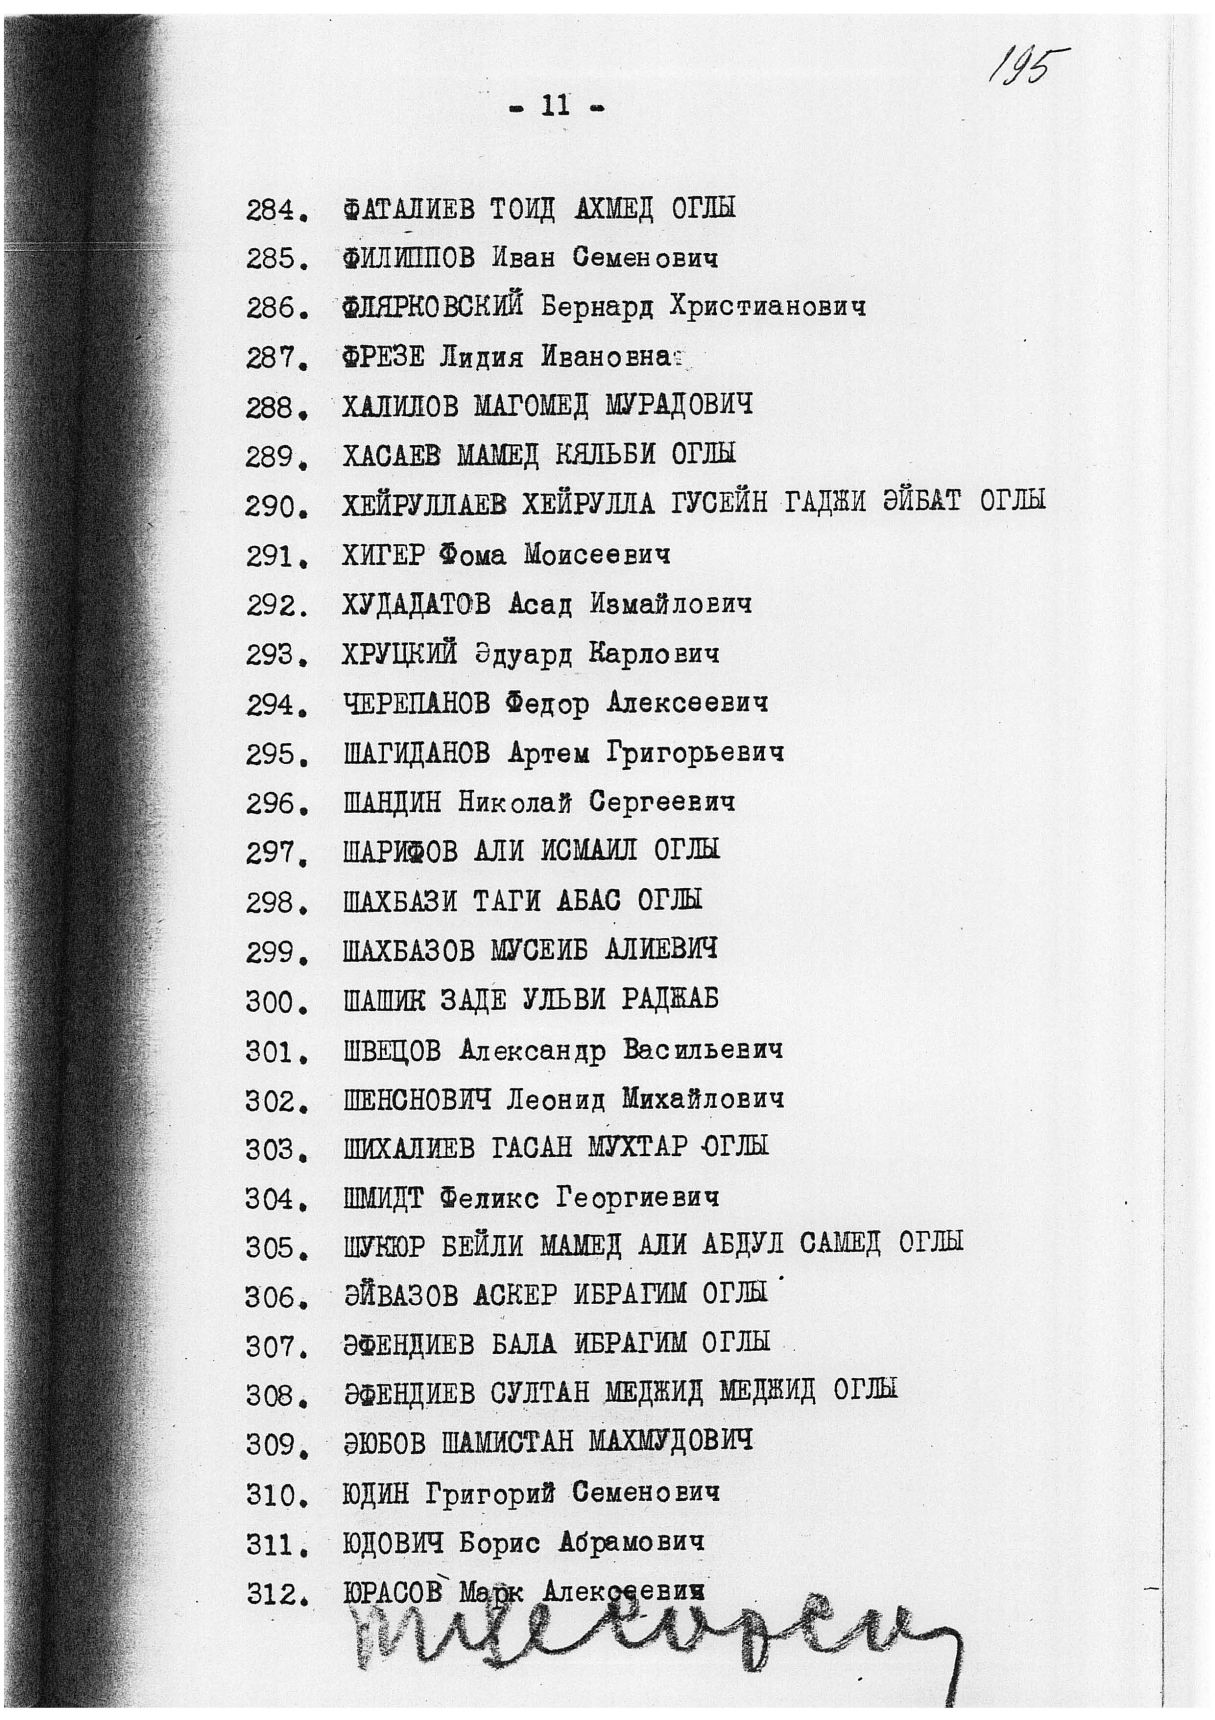 195
- 11 -
284. ФАТАЛИЕВ ТОИД АХМЕД ОГЛЫ
285. ФИЛИППОВ Иван Семенович
286. ФЛЯРКОВСКИЙ Бернард Христианович
287. ФРЕЗЕ Лидия Ивановна
288. ХАЛИЛОВ МАГОМЕД МУРАДОВИЧ
289. ХАСАЕВ МАМЕД КЯЛЬБИ ОГЛЫ
290. ХЕЙРУЛЛАЕВ ХЕЙРУЛЛА ГУСЕЙН ГАДЖИ ЭЙБАТ ОГЛЫ
291. ХИГЕР Фома Моисеевич
292. ХУДАДАТОВ Асад Измайлович
293. ХРУЦКИЙ Эдуард Карлович
294. ЧЕРЕПАНОВ Федор Алексеевич
295. ШАГИДАНОВ Артем Григорьевич
296. ШАНДИН Николай Сергеевич
297. ШАРИФОВ АЛИ ИСМАИЛ ОГЛЫ
298. ШАХБАЗИ ТАГИ АБАС ОГЛЫ
299. ШАХБАЗОВ МУСЕИБ АЛИЕВИЧ
300. ШАШИК ЗАДЕ УЛЬВИ РАДЖАБ
301. ШВЕЦОВ Александр Васильевич
302. ШЕНСНОВИЧ Леонид Михайлович
303. ШИХАЛИЕВ ГАСАН МУХТАР ОГЛЫ
304. ШМИДТ Феликс Георгиевич
305. ШУКЮР БЕЙЛИ МАМЕД АЛИ АБДУЛ САМЕД ОГЛЫ
306. ЭЙВАЗОВ АСКЕР ИБРАГИМ ОГЛЫ
307. ЭФЕНДИЕВ БАЛА ИБРАГИМ ОГЛЫ
308. ЭФЕНДИЕВ СУЛТАН МЕДЖИД МЕДЖИД ОГЛЫ
309. ЭЮБОВ ШАМИСТАН МАХМУДОВИЧ
310. ЮДИН Григорий Семенович
311. ЮДОВИЧ Борис Абрамович
312. ЮРАСОВ Марк Алексеевич